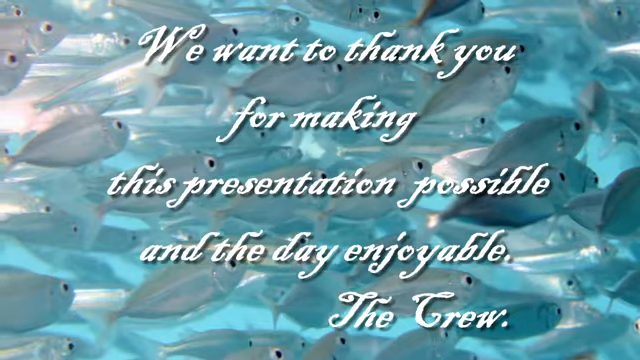 We want to thank you
for making
this presentation possible
and the day enjoyable.
The Crew.